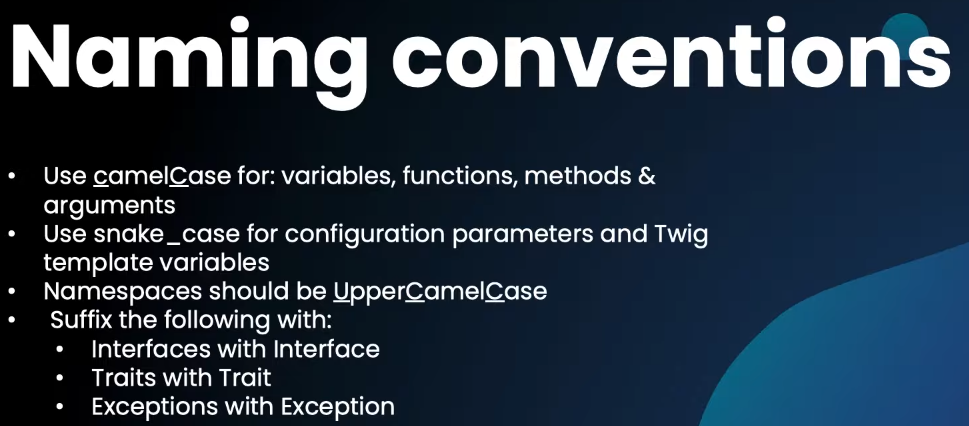 Naming conventions
• Use camelCase for: variables, functions, methods &
arguments
• Use snake_case for configuration parameters and Twig
template variables
• Namespaces should be UpperCamelCase
• Suffix the following with:
• Interfaces with Interface
• Traits with Trait
• Exceptions with Exception